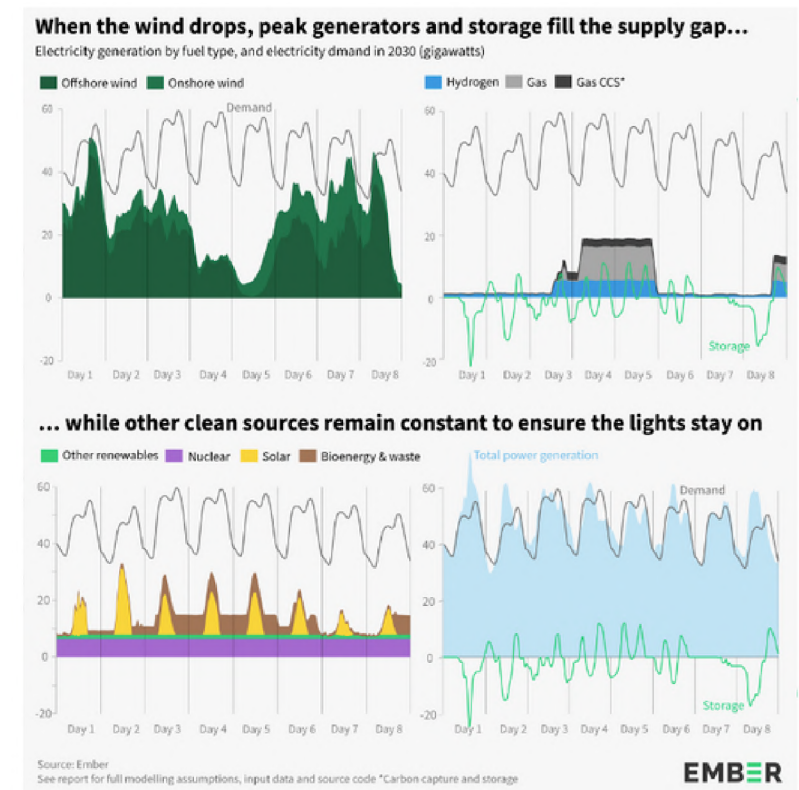 When the wind drops, peak generators and storage fill the supply gap...
Electricity generation by fuel type, and electricity dmand in 2030 (gigawatts)
Offshore wind Onshore wind
Hydrogen Gas Gas CCS*
60
Demand
40
20
0
-20
Day 1 Day 2 Day 3 Day 4 Day 5 Day 6 Day 7 Day 8
60
40
20
0
Storage
-20
Day 1 Day 2 Day 3 Day 4 Day 5 Day 6 Day 7 Day 8
... while other clean sources remain constant to ensure the lights stay on
Other renewables Nuclear Solar Bioenergy & waste
60
40
20
0
-20
Day 1 Day 2 Day 3 Day 4 Day 5 Day 6 Day 7 Day 8
Total power generation
60
Demand
40
20
0
Storage
-20
Day 1 Day 2 Day 3 Day 4 Day 5 Day 6 Day 7 Day 8
Source: Ember
See report for full modelling assumptions, input data and source code *Carbon capture and storage
EMBER